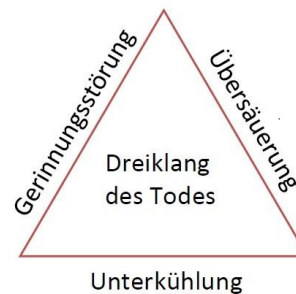 Gerinnungsstörung
Übersäuerung
Dreiklang
des Todes
Unterkühlung